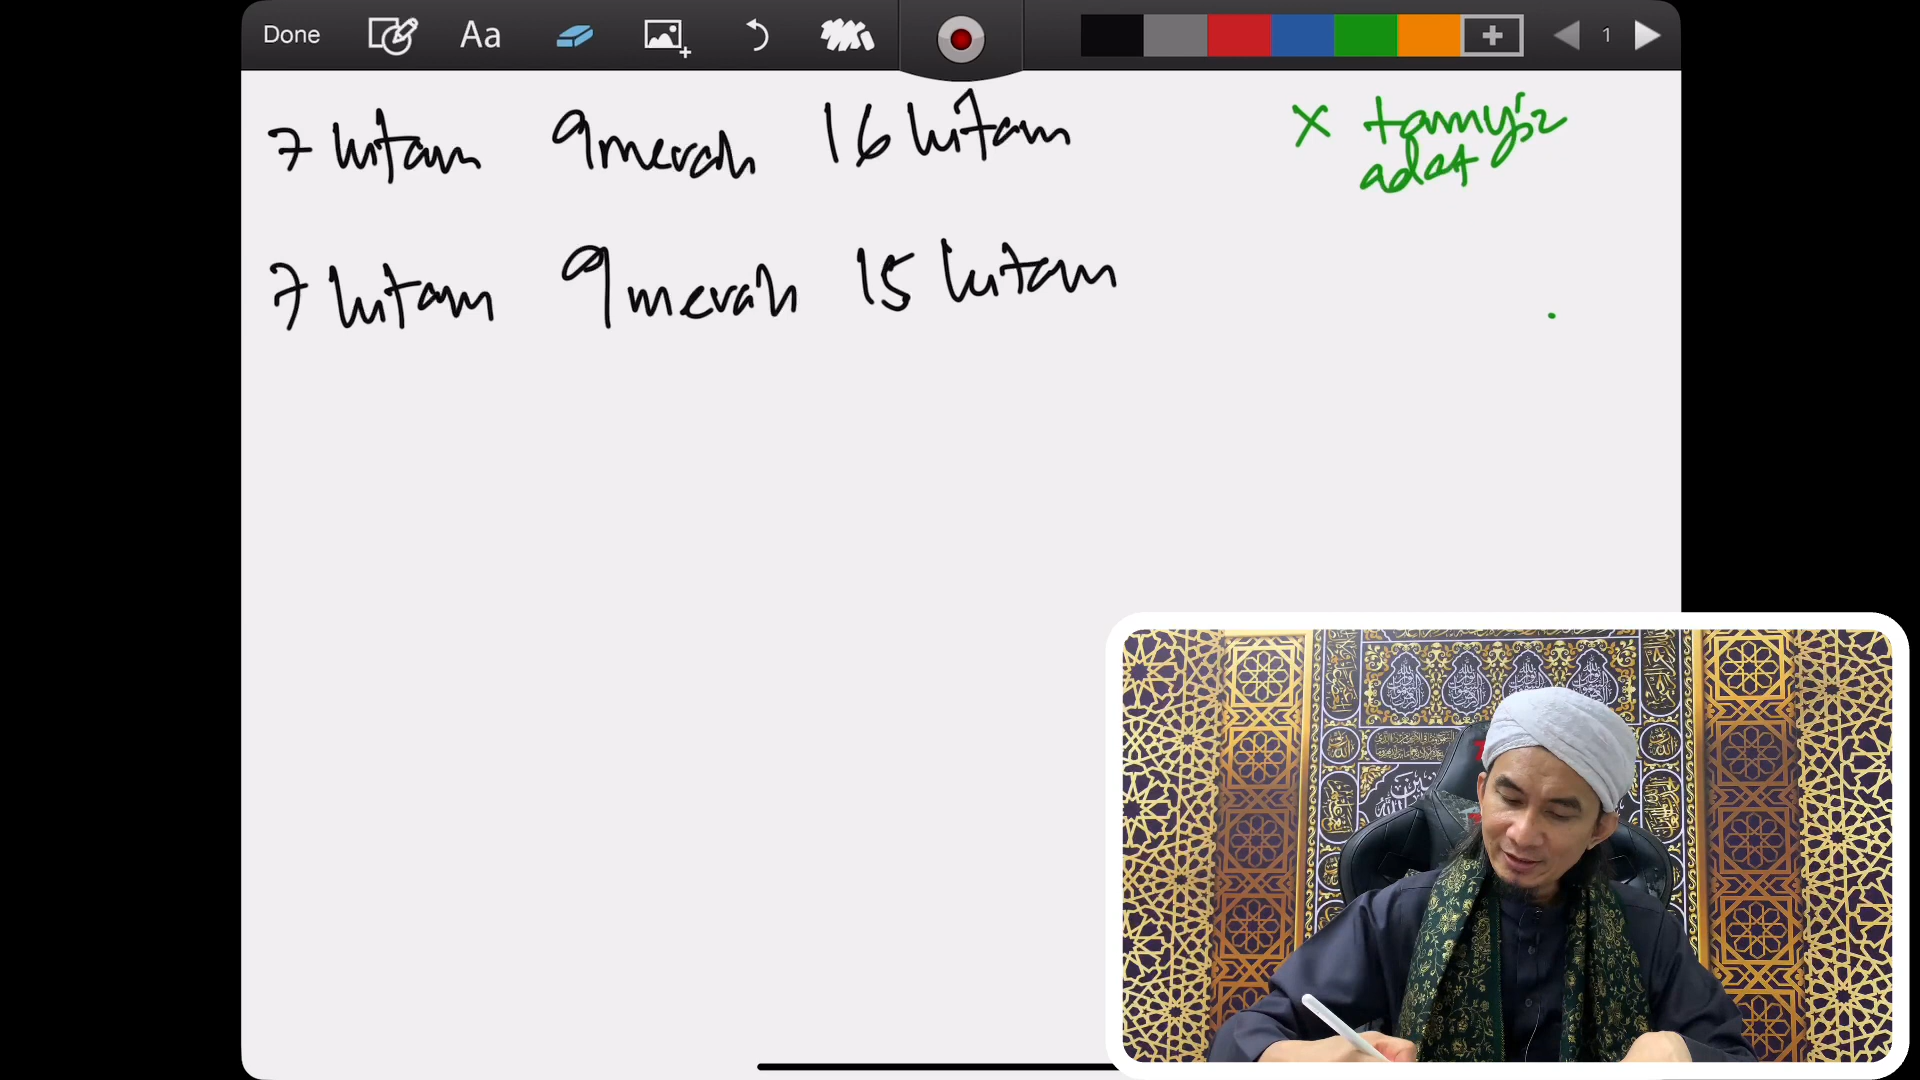 Done Aa 1
7 hitam 9 merah 16 hitam x tamyiz
adat
7 hitam 9 merah 15 hitam